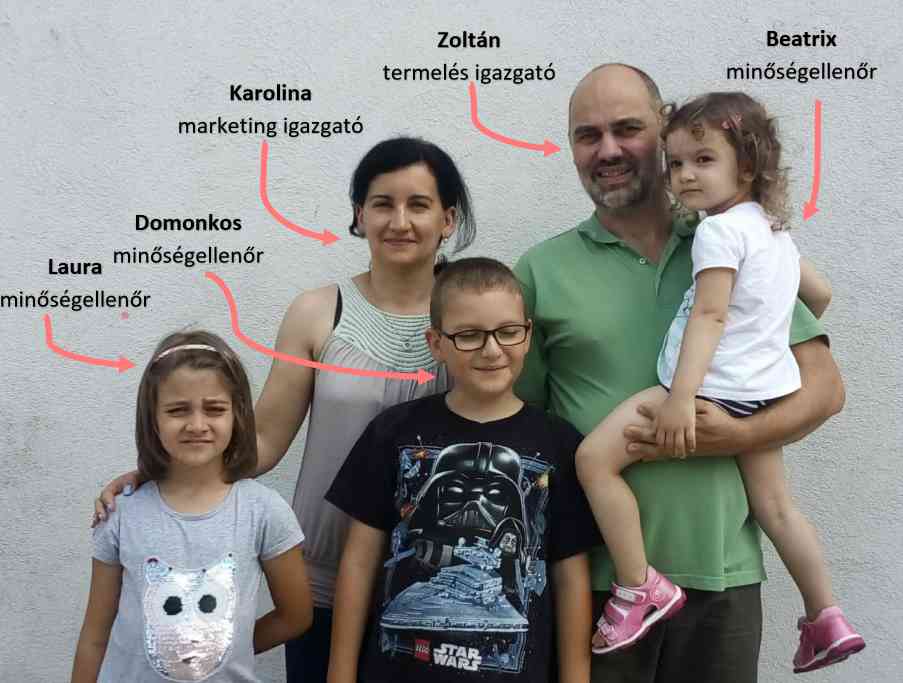 Zoltán
termelés igazgató
Beatrix
minőségellenőr
Karolina
marketing igazgató
Domonkos
minőségellenőr
Laura
minőségellenőr
LEGO STAR
WARS